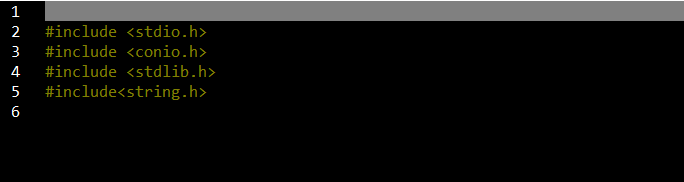 1
2 #include <stdio.h>
3 #include <conio.h>
4 #include <stdlib.h>
5 #include<string.h>
6